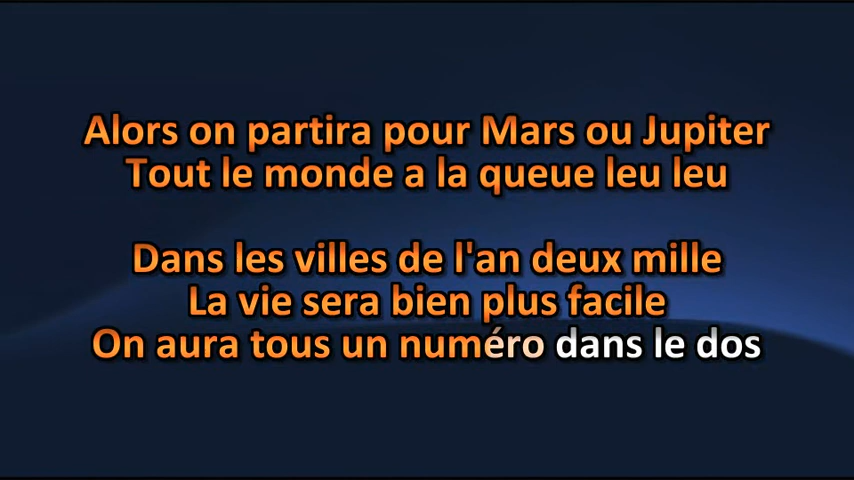 Alors on partira pour Mars ou Jupiter
Tout le monde a la queue leu leu
Dans les villes de l'an deux mille
La vie sera bien plus facile
On aura tous un numéro dans le dos